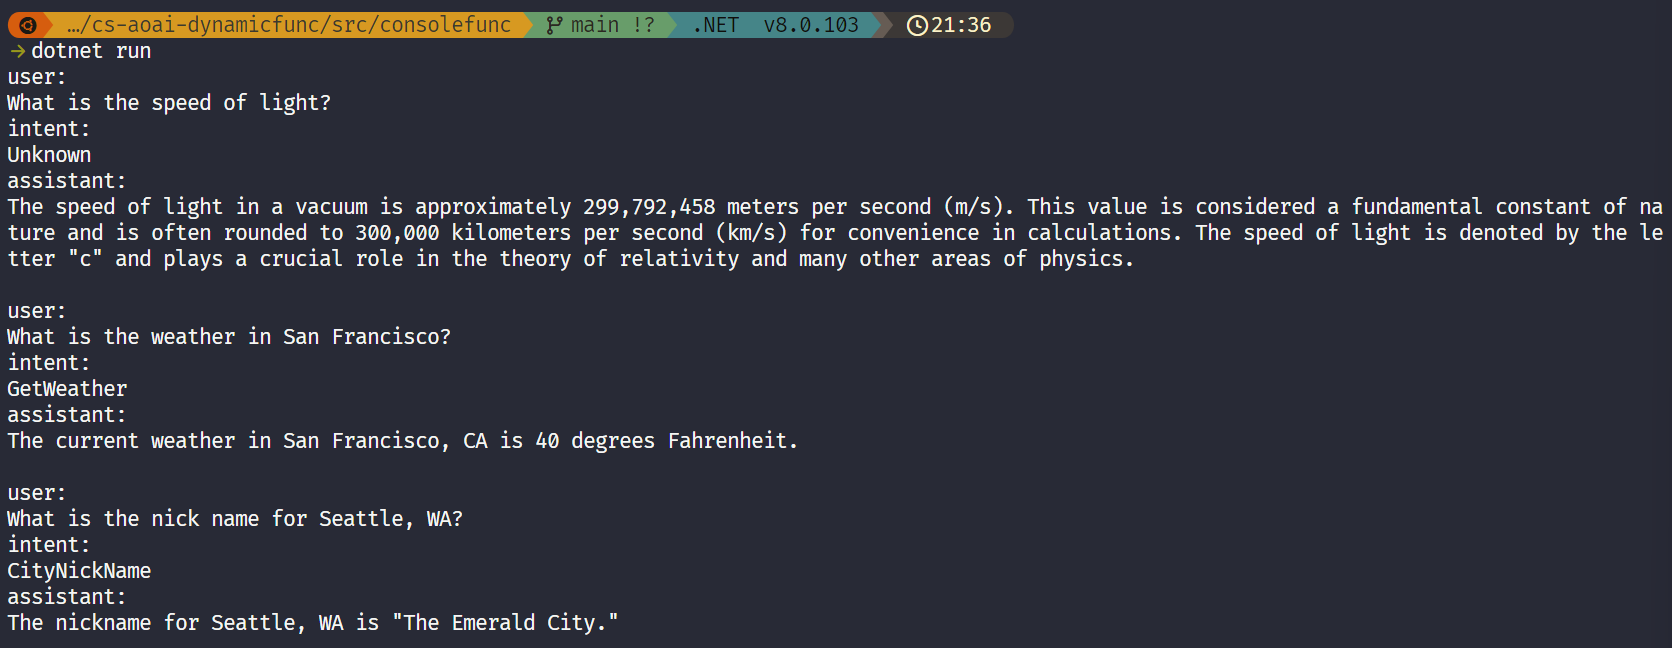 …/cs-aoai-dynamicfunc/src/consolefunc main !? .NET v8.0.103 21:36
→ dotnet run
user:
What is the speed of light?
intent:
Unknown
assistant:
The speed of light in a vacuum is approximately 299,792,458 meters per second (m/s). This value is considered a fundamental constant of na
ture and is often rounded to 300,000 kilometers per second (km/s) for convenience in calculations. The speed of light is denoted by the le
tter "c" and plays a crucial role in the theory of relativity and many other areas of physics.
user:
What is the weather in San Francisco?
intent:
GetWeather
assistant:
The current weather in San Francisco, CA is 40 degrees Fahrenheit.
user:
What is the nick name for Seattle, WA?
intent:
CityNickName
assistant:
The nickname for Seattle, WA is "The Emerald City."